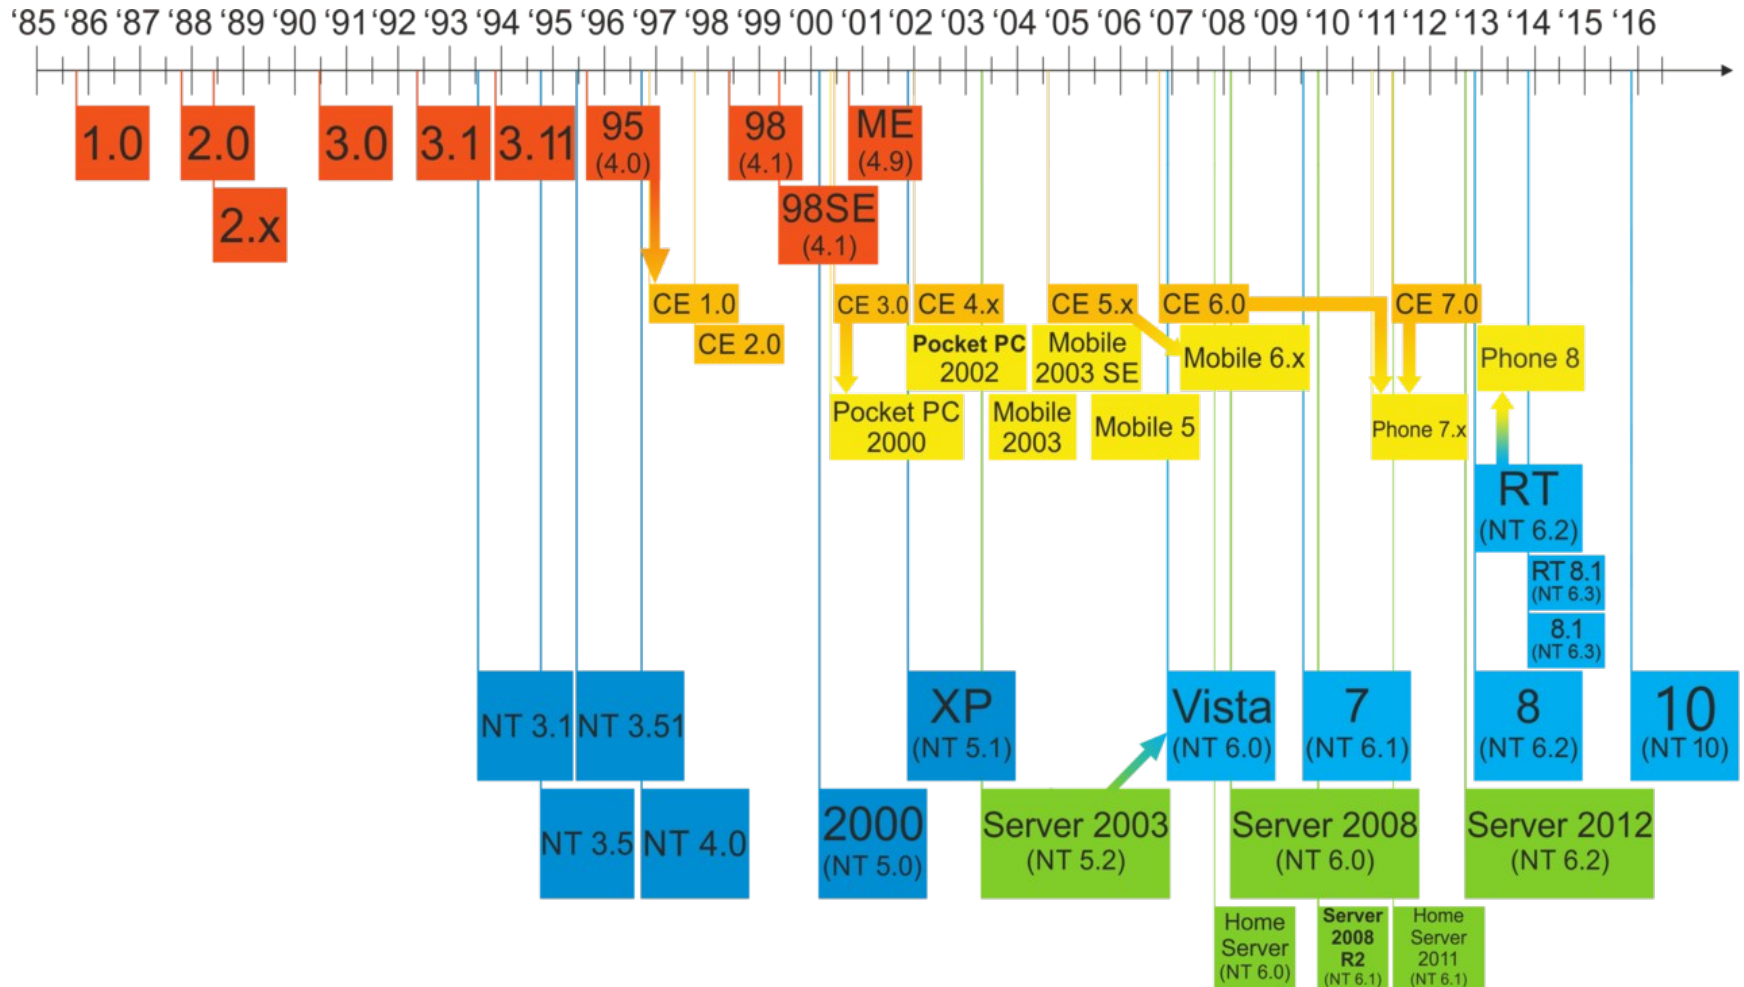 ‘85 ‘86 ‘87 ‘88 ‘89 ‘90 ‘91 ‘92 ‘93 ‘94 ‘95 ‘96 ‘97 ‘98 ‘99 ‘00 ‘01 ‘02 ‘03 ‘04 ‘05 ‘06 ‘07 ‘08 ‘09 ‘10 ‘11 ‘12 ‘13 ‘14 ‘15 ‘16
1.0
2.0
2.x
3.0
3.1
3.11
95
(4.0)
98
(4.1)
98SE
(4.1)
ME
(4.9)
CE 1.0
CE 2.0
CE 3.0
CE 4.x
CE 5.x
CE 6.0
CE 7.0
Pocket PC
2002
Mobile
2003 SE
Mobile 6.x
Phone 8
Pocket PC
2000
Mobile
2003
Mobile 5
Phone 7.x
RT
(NT 6.2)
RT 8.1
(NT 6.3)
8.1
(NT 6.3)
NT 3.1
NT 3.51
XP
(NT 5.1)
Vista
(NT 6.0)
7
(NT 6.1)
8
(NT 6.2)
10
(NT 10)
NT 3.5
NT 4.0
2000
(NT 5.0)
Server 2003
(NT 5.2)
Server 2008
(NT 6.0)
Server 2012
(NT 6.2)
Home
Server
(NT 6.0)
Server
2008
R2
(NT 6.1)
Home
Server
2011
(NT 6.1)